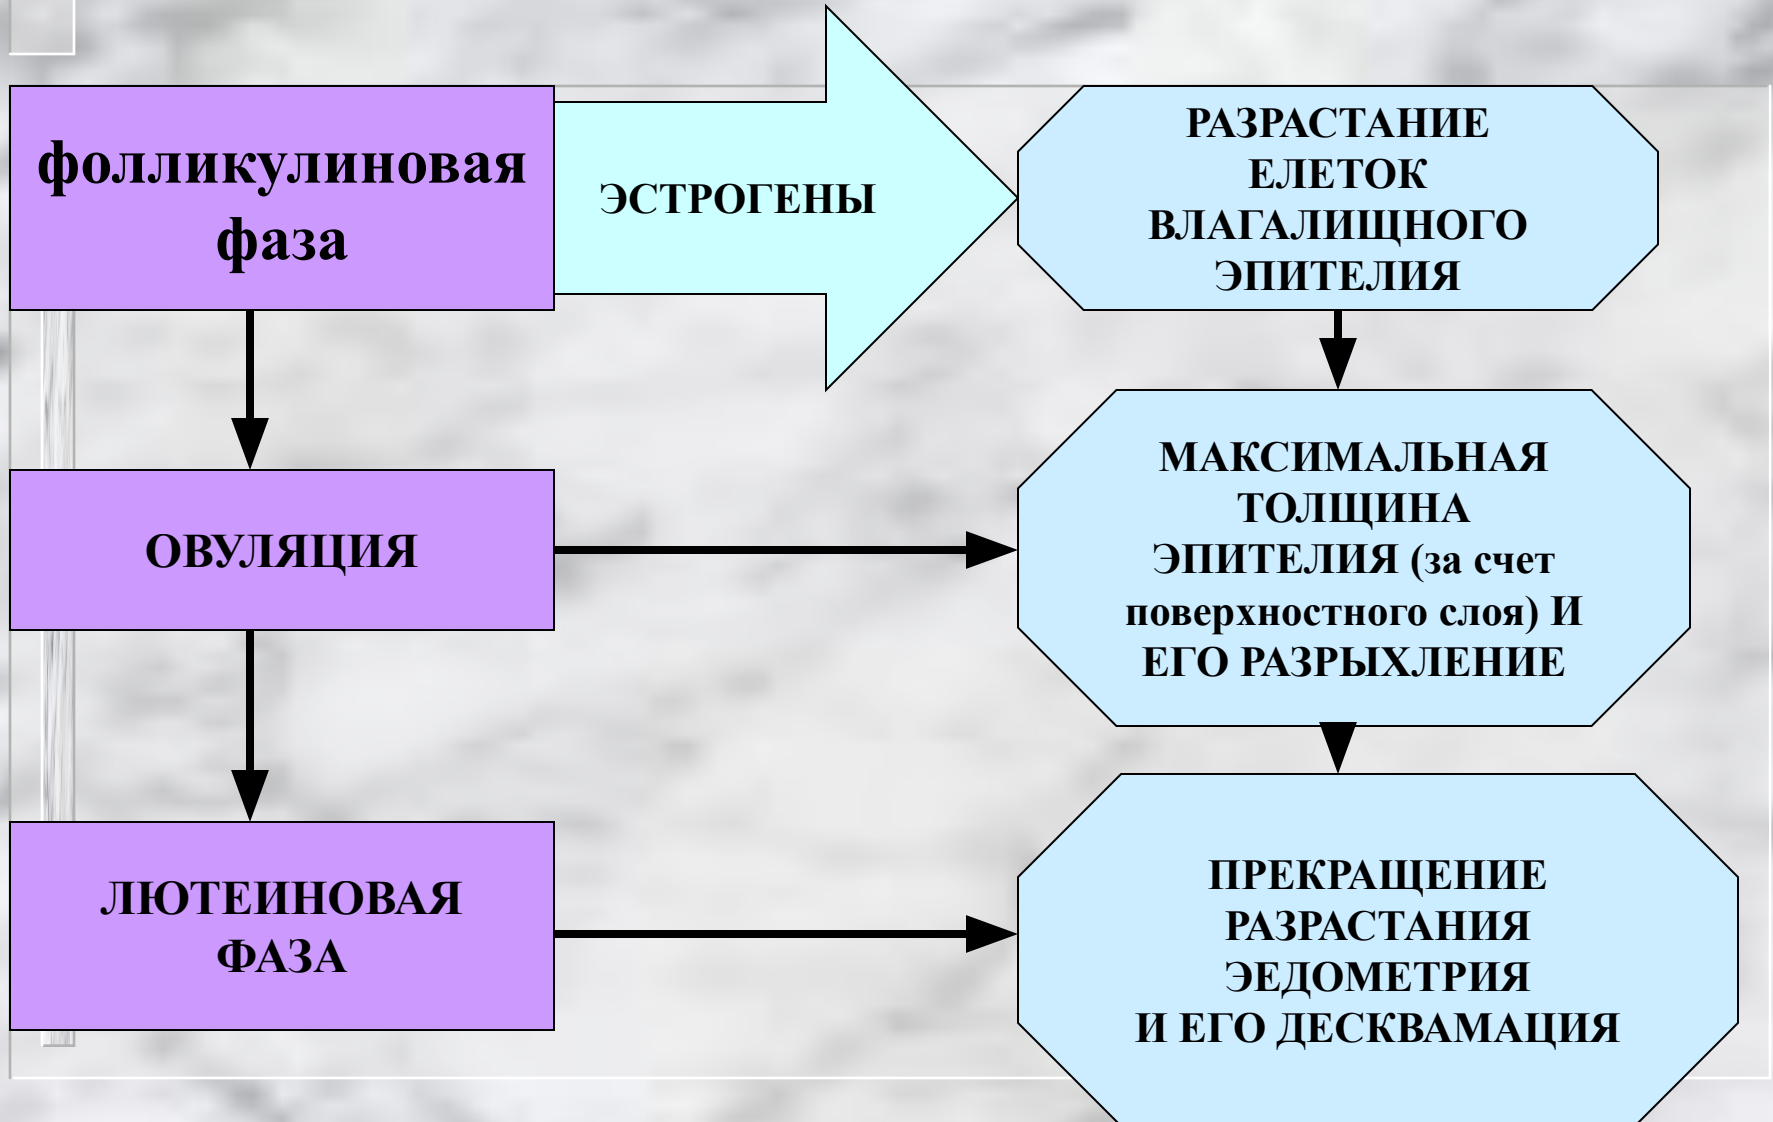 фолликулиновая
фаза
ЭСТРОГЕНЫ
РАЗРАСТАНИЕ
ЕЛЕТОК
ВЛАГАЛИЩНОГО
ЭПИТЕЛИЯ
ОВУЛЯЦИЯ
МАКСИМАЛЬНАЯ
ТОЛЩИНА
ЭПИТЕЛИЯ (за счет
поверхностного слоя) И
ЕГО РАЗРЫХЛЕНИЕ
ЛЮТЕИНОВАЯ
ФАЗА
ПРЕКРАЩЕНИЕ
РАЗРАСТАНИЯ
ЭЕДОМЕТРИЯ
И ЕГО ДЕСКВАМАЦИЯ